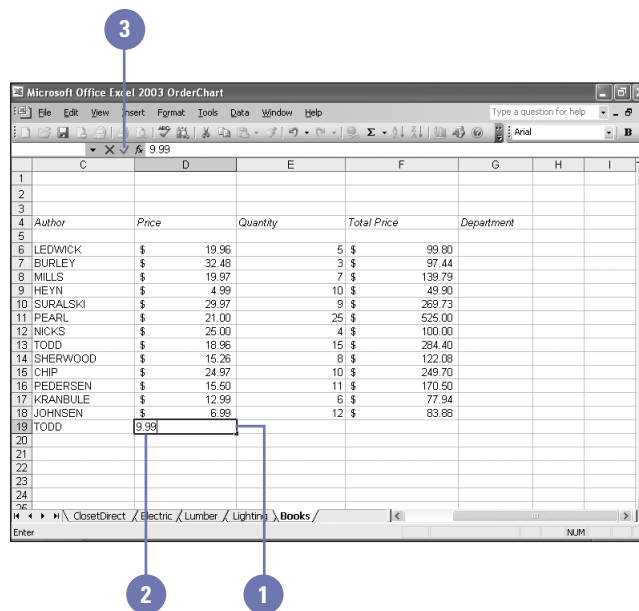 3
Microsoft Office Excel 2003 OrderChart
File Edit View Insert Format Tools Data Window Help Type a question for help
Arial B
9.99
C D E F G H I
1
2
3
4 Author Price Quantity Total Price Department
5
6 LEDWICK $ 19.96 5 $ 99.80
7 BURLEY $ 32.48 3 $ 97.44
8 MILLS $ 19.97 7 $ 139.79
9 HEYN $ 4.99 10 $ 49.90
10 SURALSKI $ 29.97 9 $ 269.73
11 PEARL $ 21.00 25 $ 525.00
12 NICKS $ 25.00 4 $ 100.00
13 TODD $ 18.96 15 $ 284.40
14 SHERWOOD $ 15.26 8 $ 122.08
15 CHIP $ 24.97 10 $ 249.70
16 PEDERSEN $ 15.50 11 $ 170.50
17 KRANBULE $ 12.99 6 $ 77.94
18 JOHNSEN $ 6.99 12 $ 83.88
19 TODD 9.99
20
21
22
23
24
25
ClosetDirect Electric Lumber Lighting Books
Enter NUM
2 1